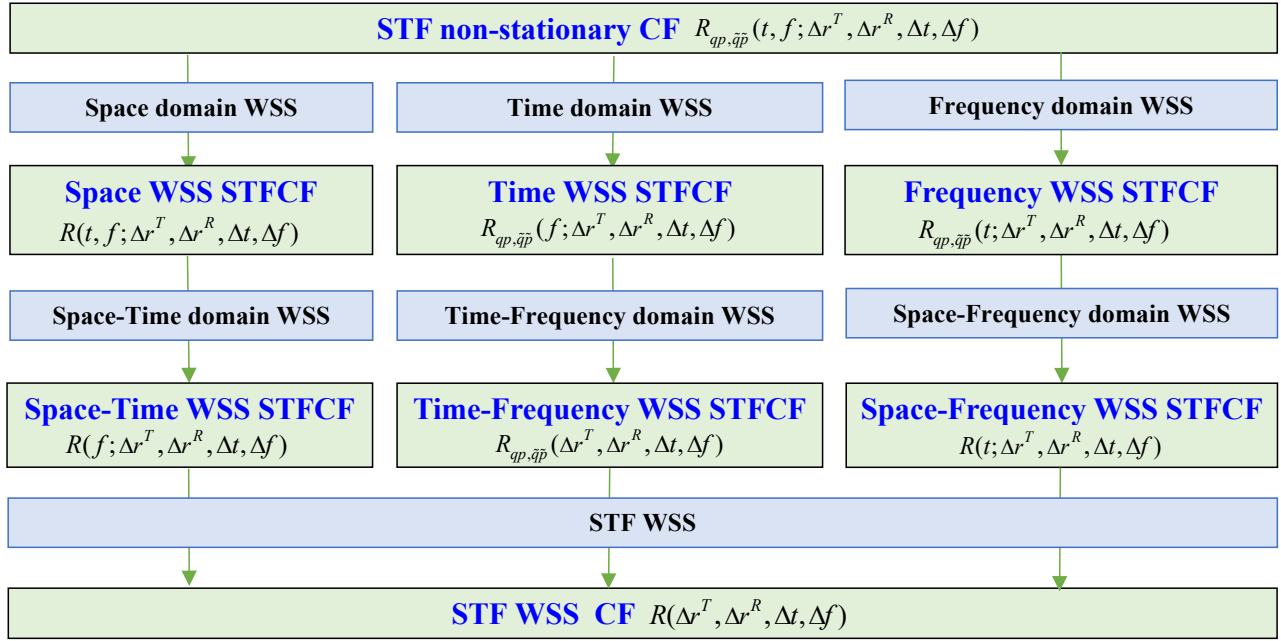 STF non-stationary CF R_{qp,q̃p̃}(t, f; Δr^T, Δr^R, Δt, Δf)
Space domain WSS
Time domain WSS
Frequency domain WSS
Space WSS STFCF
R(t, f; Δr^T, Δr^R, Δt, Δf)
Time WSS STFCF
R_{qp,q̃p̃}(f; Δr^T, Δr^R, Δt, Δf)
Frequency WSS STFCF
R_{qp,q̃p̃}(t; Δr^T, Δr^R, Δt, Δf)
Space-Time domain WSS
Time-Frequency domain WSS
Space-Frequency domain WSS
Space-Time WSS STFCF
R(f; Δr^T, Δr^R, Δt, Δf)
Time-Frequency WSS STFCF
R_{qp,q̃p̃}(Δr^T, Δr^R, Δt, Δf)
Space-Frequency WSS STFCF
R(t; Δr^T, Δr^R, Δt, Δf)
STF WSS
STF WSS CF R(Δr^T, Δr^R, Δt, Δf)